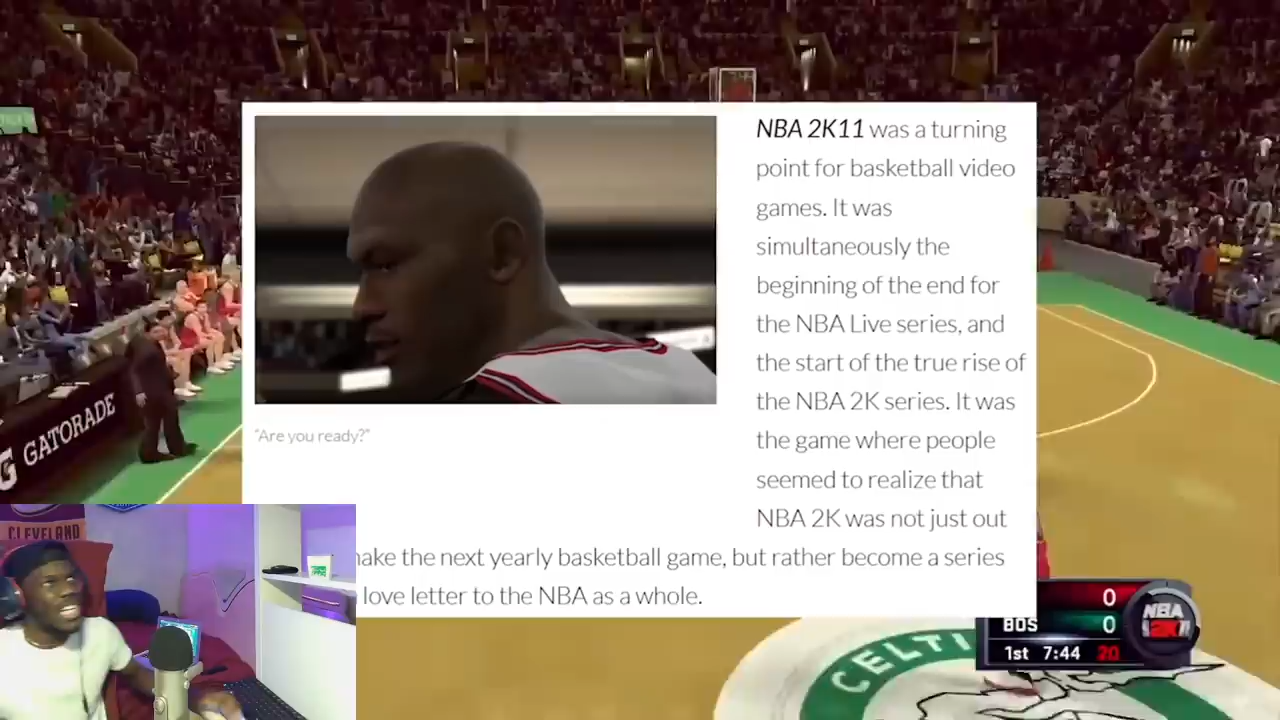 NBA 2K11 was a turning
point for basketball video
games. It was
simultaneously the
beginning of the end for
the NBA Live series, and
the start of the true rise of
the NBA 2K series. It was
the game where people
seemed to realize that
NBA 2K was not just out
make the next yearly basketball game, but rather become a series
love letter to the NBA as a whole.
"Are you ready?"
GATORADE
CLEVELAND
0
BOS 0
1st 7:44 20
NBA
2K11
CELTI